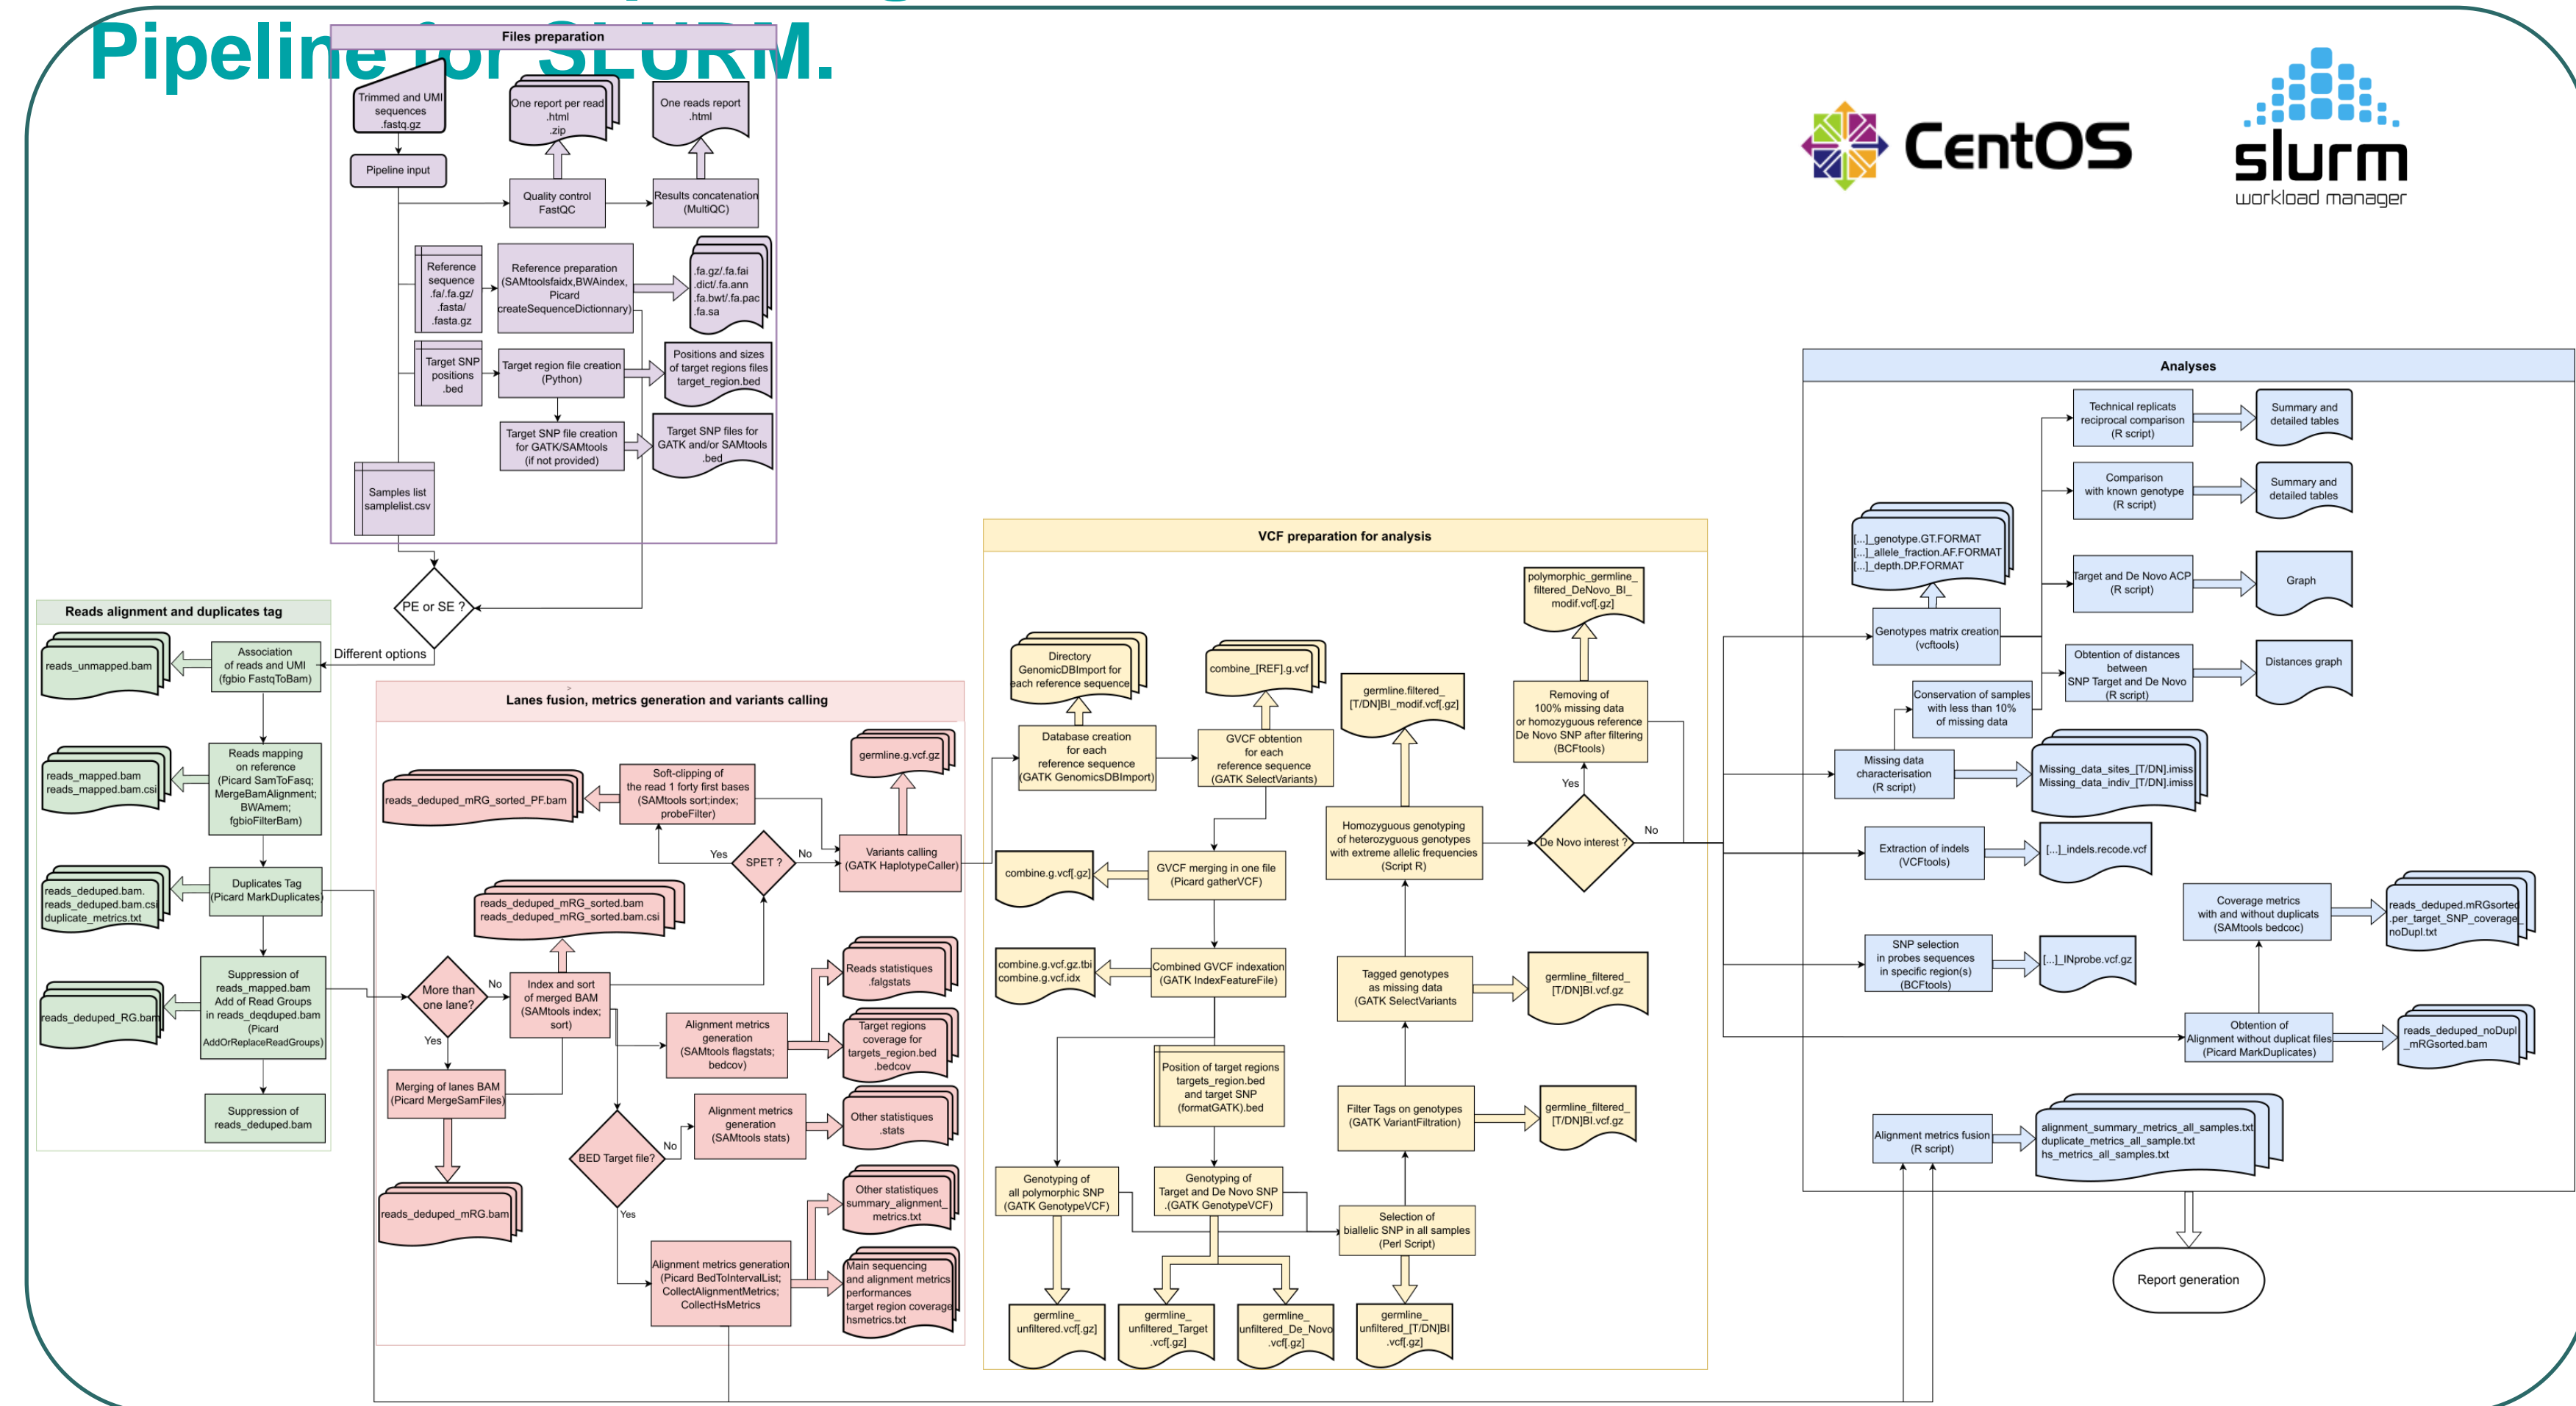 Pipeline for SLURM.
CentOS
slurm
workload manager
Files preparation
Trimmed and UMI
sequences
.fastq.gz
Pipeline input
One report per read
.html
.zip
One reads report
.html
Quality control
FastQC
Results concatenation
(MultiQC)
Reference
sequence
.fa/.fa.gz/
.fasta/
.fasta.gz
Reference preparation
(SAMtoolsfaidx,BWAindex,
Picard
createSequenceDictionnary)
.fa.gz/.fa.fai
.dict/.fa.ann
.fa.bwt/.fa.pac
.fa.sa
Target SNP
positions
.bed
Target region file creation
(Python)
Positions and sizes
of target regions files
target_region.bed
Target SNP file creation
for GATK/SAMtools
(if not provided)
Target SNP files for
GATK and/or SAMtools
.bed
Samples list
samplelist.csv
PE or SE ?
Different options
Reads alignment and duplicates tag
reads_unmapped.bam
Association
of reads and UMI
(fgbio FastqToBam)
reads_mapped.bam
reads_mapped.bam.csi
Reads mapping
on reference
(Picard SamToFasq;
MergeBamAlignment;
BWAmem;
fgbioFilterBam)
reads_deduped.bam.
reads_deduped.bam.csi
duplicate_metrics.txt
Duplicates Tag
(Picard MarkDuplicates)
reads_deduped_RG.bam
Suppression of
reads_mapped.bam
Add of Read Groups
in reads_deqduped.bam
(Picard
AddOrReplaceReadGroups)
Suppression of
reads_deduped.bam
>
Lanes fusion, metrics generation and variants calling
germline.g.vcf.gz
reads_deduped_mRG_sorted_PF.bam
Soft-clipping of
the read 1 forty first bases
(SAMtools sort;index;
probeFilter)
Yes
SPET ?
No
Variants calling
(GATK HaplotypeCaller)
reads_deduped_mRG_sorted.bam
reads_deduped_mRG_sorted.bam.csi
More than
one lane?
No
Yes
Index and sort
of merged BAM
(SAMtools index;
sort)
Reads statistiques
.falgstats
Alignment metrics
generation
(SAMtools flagstats;
bedcov)
Target regions
coverage for
targets_region.bed
.bedcov
Merging of lanes BAM
(Picard MergeSamFiles)
reads_deduped_mRG.bam
BED Target file?
No
Yes
Alignment metrics
generation
(SAMtools stats)
Other statistiques
.stats
Other statistiques
summary_alignment_
metrics.txt
Alignment metrics generation
(Picard BedToIntervalList;
CollectAlignmentMetrics;
CollectHsMetrics
Main sequencing
and alignment metrics
performances
target region coverage
hsmetrics.txt
VCF preparation for analysis
Directory
GenomicDBImport for
each reference sequence
combine_[REF].g.vcf
germline.filtered_
[T/DN]BI_modif.vcf[.gz]
polymorphic_germline_
filtered_DeNovo_BI_
modif.vcf[.gz]
Database creation
for each
reference sequence
(GATK GenomicsDBImport)
GVCF obtention
for each
reference sequence
(GATK SelectVariants)
Removing of
100% missing data
or homozyguous reference
De Novo SNP after filtering
(BCFtools)
Yes
De Novo interest ?
No
Homozyguous genotyping
of heterozyguous genotypes
with extreme allelic frequencies
(Script R)
combine.g.vcf[.gz]
GVCF merging in one file
(Picard gatherVCF)
combine.g.vcf.gz.tbi
combine.g.vcf.idx
Combined GVCF indexation
(GATK IndexFeatureFile)
Tagged genotypes
as missing data
(GATK SelectVariants
germline_filtered_
[T/DN]BI.vcf.gz
Position of target regions
targets_region.bed
and target SNP
(formatGATK).bed
Filter Tags on genotypes
(GATK VariantFiltration)
germline_filtered_
[T/DN]BI.vcf.gz
Genotyping of
all polymorphic SNP
(GATK GenotypeVCF)
Genotyping of
Target and De Novo SNP
.(GATK GenotypeVCF)
Selection of
biallelic SNP in all samples
(Perl Script)
germline_
unfiltered.vcf[.gz]
germline_
unfiltered_Target
.vcf[.gz]
germline_
unfiltered_De_Novo
.vcf[.gz]
germline_
unfiltered_[T/DN]BI
.vcf[.gz]
Analyses
Technical replicats
reciprocal comparison
(R script)
Summary and
detailed tables
Comparison
with known genotype
(R script)
Summary and
detailed tables
[...]_genotype.GT.FORMAT
[...]_allele_fraction.AF.FORMAT
[...]_depth.DP.FORMAT
Target and De Novo ACP
(R script)
Graph
Genotypes matrix creation
(vcftools)
Obtention of distances
between
SNP Target and De Novo
(R script)
Distances graph
Conservation of samples
with less than 10%
of missing data
Missing data
characterisation
(R script)
Missing_data_sites_[T/DN].imiss
Missing_data_indiv_[T/DN].imiss
Extraction of indels
(VCFtools)
[...]_indels.recode.vcf
Coverage metrics
with and without duplicats
(SAMtools bedcoc)
reads_deduped.mRGsorted
.per_target_SNP_coverage_
noDupl.txt
SNP selection
in probes sequences
in specific region(s)
(BCFtools)
[...]_INprobe.vcf.gz
Obtention of
Alignment without duplicat files
(Picard MarkDuplicates)
reads_deduped_noDupl
_mRGsorted.bam
Alignment metrics fusion
(R script)
alignment_summary_metrics_all_samples.txt
duplicate_metrics_all_sample.txt
hs_metrics_all_samples.txt
Report generation